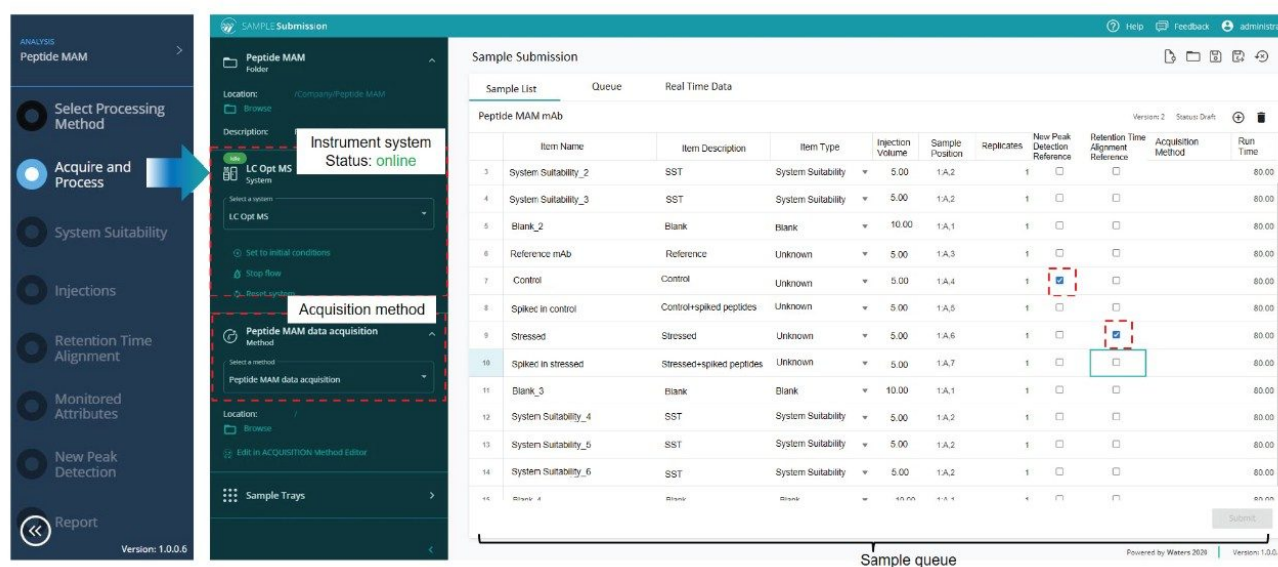 ANALYSIS
Peptide MAM
Select Processing
Method
Acquire and
Process
System Suitability
Injections
Retention Time
Alignment
Monitored
Attributes
New Peak
Detection
Report
Version: 1.0.0.6
SAMPLE Submission
Help Feedback
Peptide MAM
Folder
Location: /Company/Peptide MAM
Browse
Description:
Instrument system
Status: online
Idle
LC Opt MS
System
Select a system
LC Opt MS
Set to initial conditions
Stop flow
Reset system
Acquisition method
Peptide MAM data acquisition
Method
Select a method
Peptide MAM data acquisition
Location: /
Browse
Edit in ACQUISITION Method Editor
Sample Trays
Sample Submission
Sample List Queue Real Time Data
Peptide MAM mAb Version: 2 Status: Draft
Item Name Item Description Item Type Injection Volume Sample Position Replicates New Peak Detection Reference Retention Time Alignment Reference Acquisition Method Run Time
3 System Suitability_2 SST System Suitability 5.00 1:A,2 1 80.00
4 System Suitability_3 SST System Suitability 5.00 1:A,2 1 80.00
5 Blank_2 Blank Blank 10.00 1:A,1 1 80.00
6 Reference mAb Reference Unknown 5.00 1:A,3 1 80.00
7 Control Control Unknown 5.00 1:A,4 1 80.00
8 Spiked in control Control+spiked peptides Unknown 5.00 1:A,5 1 80.00
9 Stressed Stressed Unknown 5.00 1:A,6 1 80.00
10 Spiked in stressed Stressed+spiked peptides Unknown 5.00 1:A,7 1 80.00
11 Blank_3 Blank Blank 10.00 1:A,1 1 80.00
12 System Suitability_4 SST System Suitability 5.00 1:A,2 1 80.00
13 System Suitability_5 SST System Suitability 5.00 1:A,2 1 80.00
14 System Suitability_6 SST System Suitability 5.00 1:A,2 1 80.00
15 Blank_4 Blank Blank 10.00 1:A,1 1 80.00
Submit
Sample queue
Powered by Waters 2020